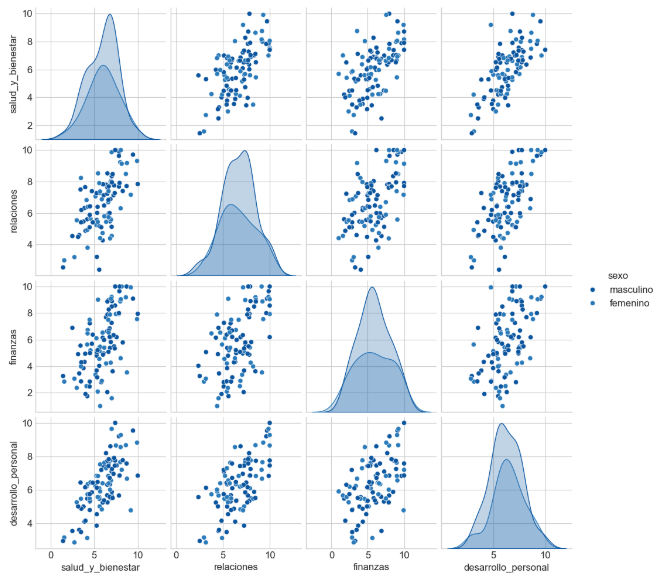 10
8
6
4
2
salud_y_bienestar
10
8
6
4
relaciones
10
8
6
4
2
finanzas
sexo
masculino
femenino
10
8
6
4
desarrollo_personal
0 5 10 0 5 10 0 5 10 5 10
salud_y_bienestar relaciones finanzas desarrollo_personal